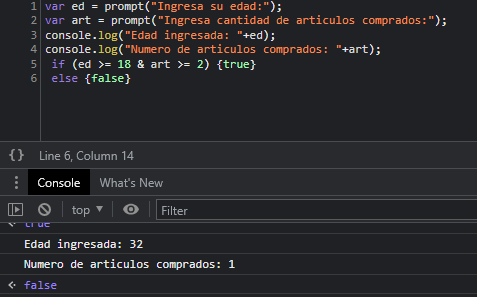 1 var ed = prompt("Ingresa su edad:");
2 var art = prompt("Ingresa cantidad de articulos comprados:");
3 console.log("Edad ingresada: "+ed);
4 console.log("Numero de articulos comprados: "+art);
5 if (ed >= 18 & art >= 2) {true}
6 else {false}
{} Line 6, Column 14
Console What's New
top Filter
true
Edad ingresada: 32
Numero de articulos comprados: 1
false